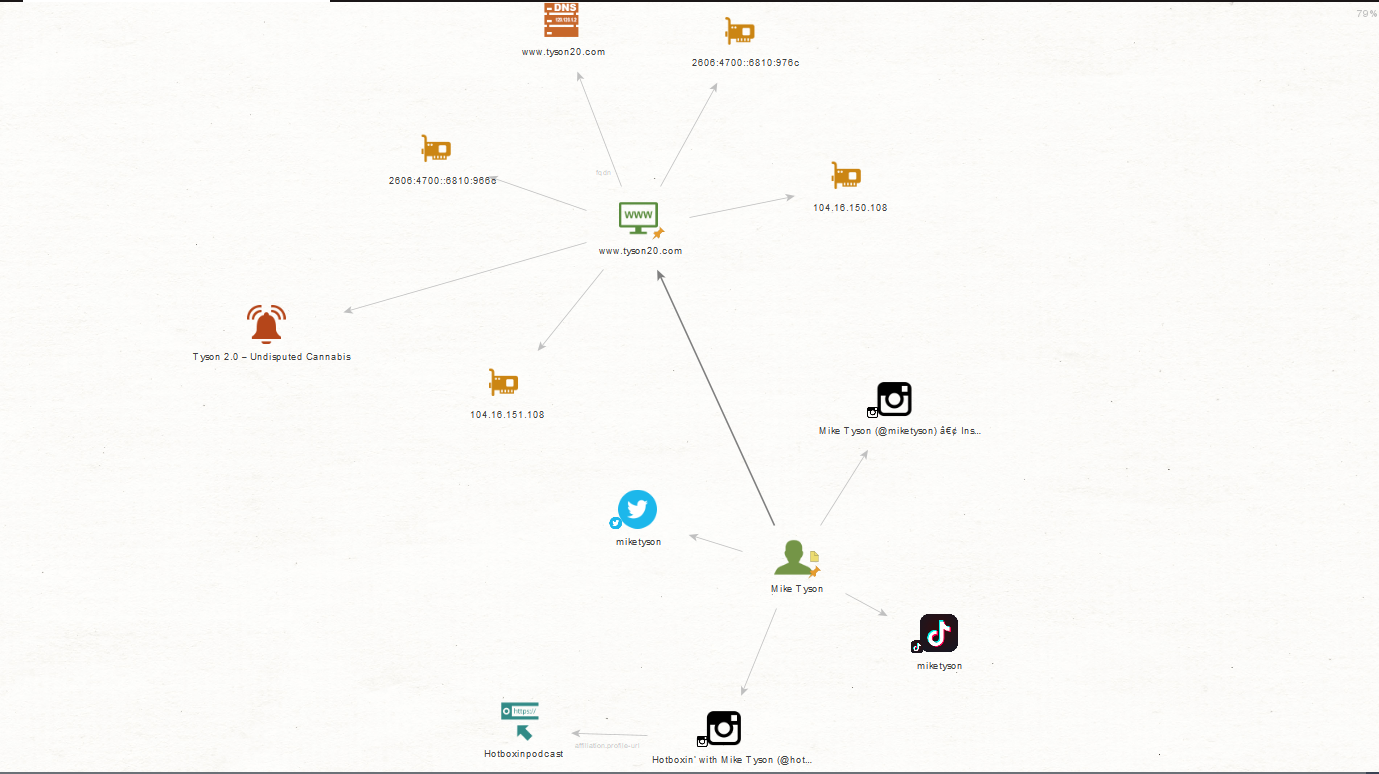 79%
DNS
www.tyson20.com
2606:4700::6810:976c
2606:4700::6810:966c
fqdn
104.16.150.108
WWW
www.tyson20.com
Tyson 2.0 – Undisputed Cannabis
104.16.151.108
Mike Tyson (@miketyson) â€¢ Ins...
miketyson
Mike Tyson
miketyson
https://
Hotboxinpodcast
affiliation.profile-url
Hotboxin' with Mike Tyson (@hot...